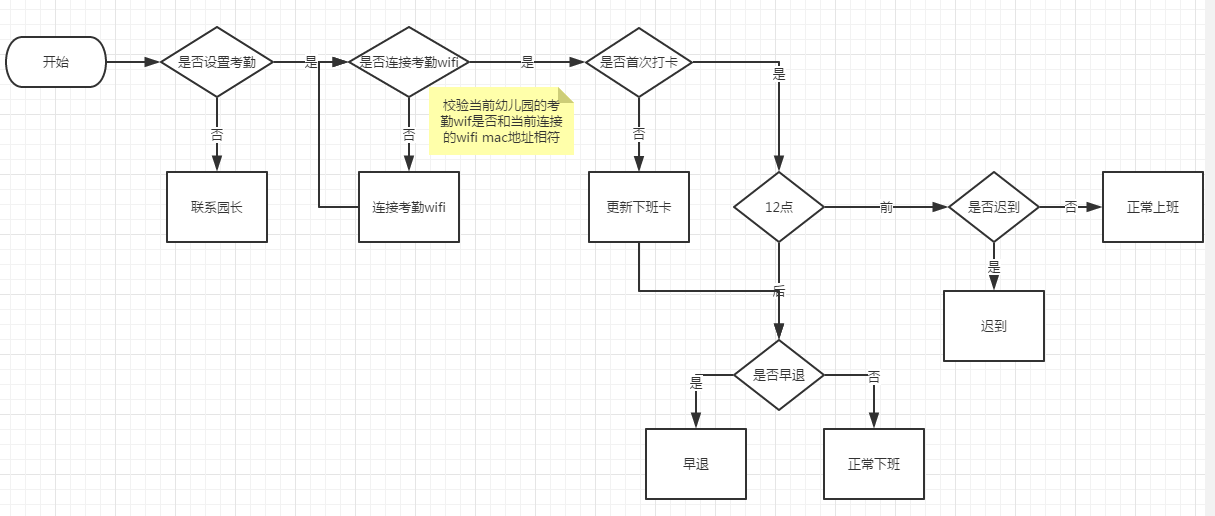 开始
是否设置考勤
是
是否连接考勤wifi
是
是否首次打卡
是
校验当前幼儿园的考
勤wif是否和当前连接
的wifi mac地址相符
否
否
否
联系园长
连接考勤wifi
更新下班卡
12点
前
是否迟到
否
正常上班
是
后
迟到
是否早退
是
否
早退
正常下班